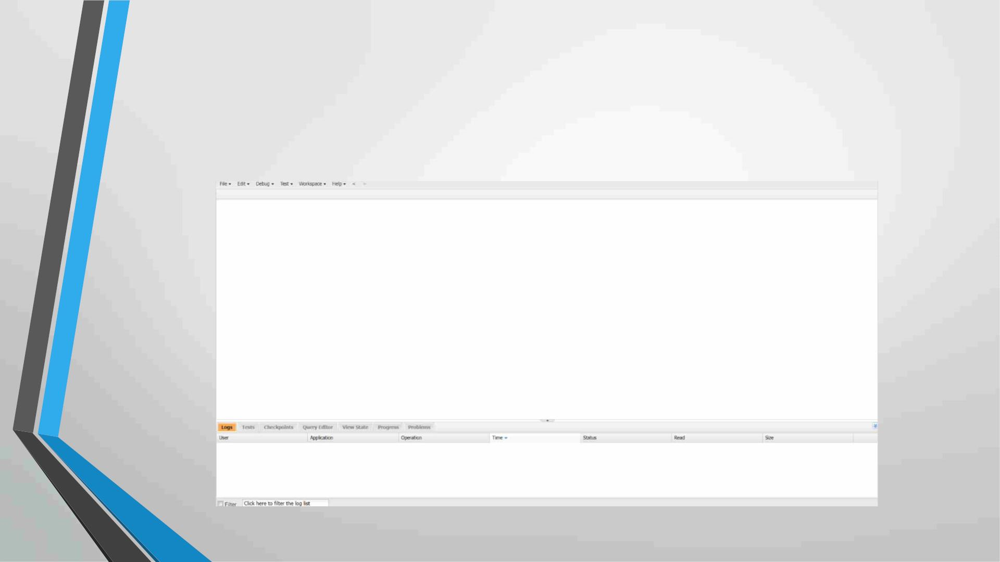 File Edit Debug Test Workspace Help < >
Logs Tests Checkpoints Query Editor View State Progress Problems
User Application Operation Time Status Read Size
Filter Click here to filter the log list